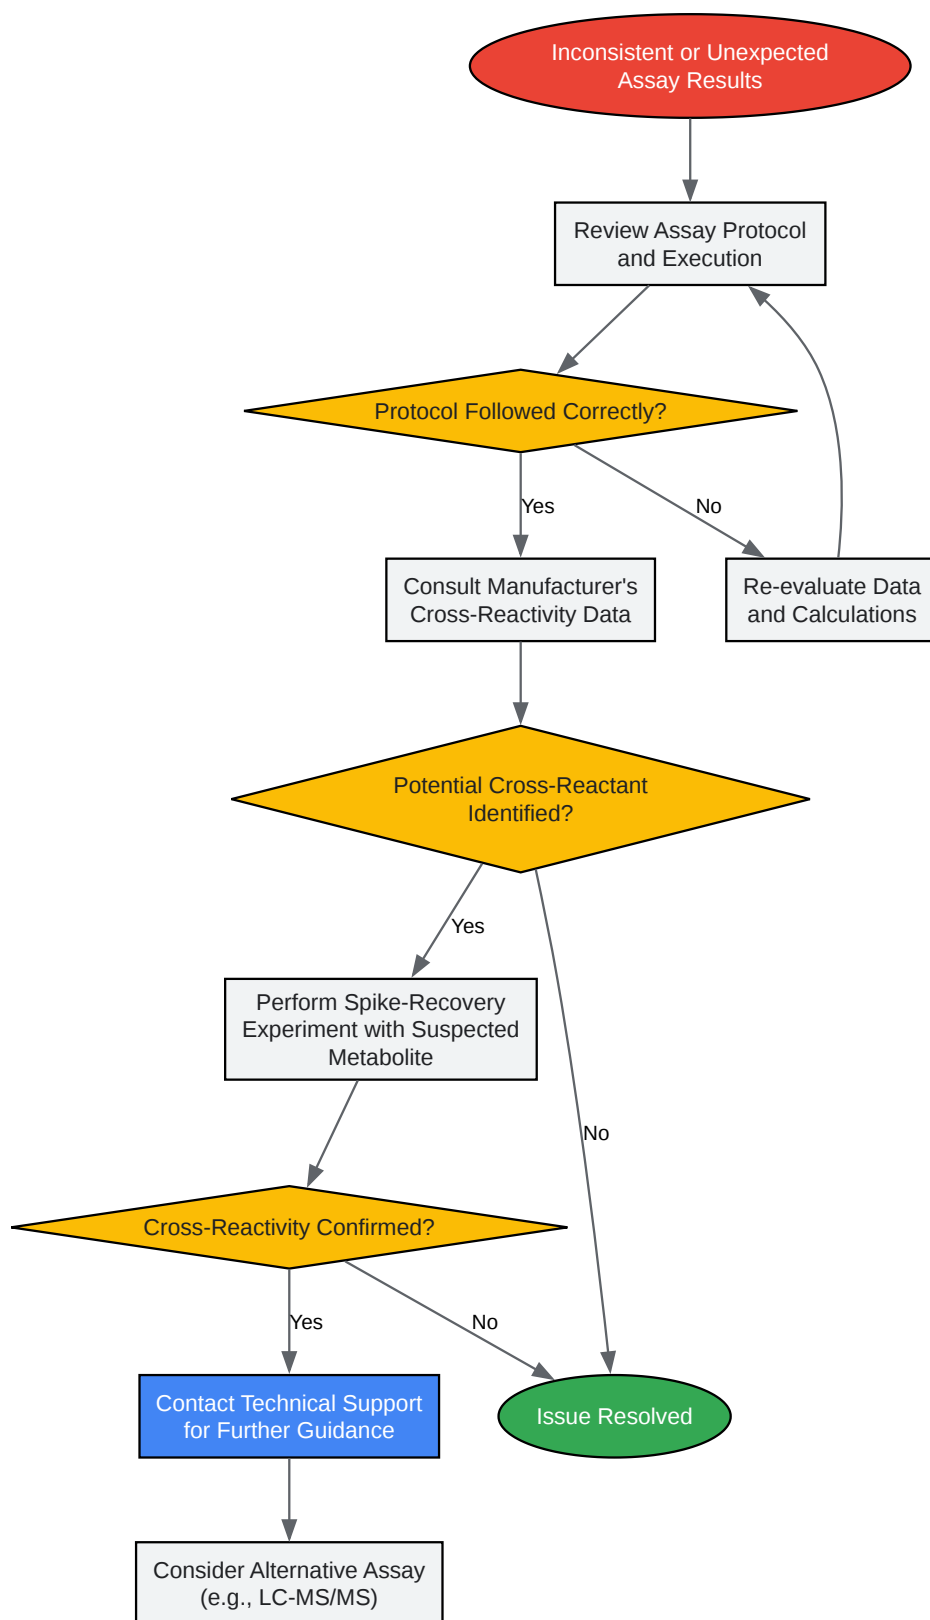 Inconsistent or Unexpected
Assay Results
Review Assay Protocol
and Execution
Protocol Followed Correctly?
Yes
No
Consult Manufacturer's
Cross-Reactivity Data
Re-evaluate Data
and Calculations
Potential Cross-Reactant
Identified?
Yes
Perform Spike-Recovery
Experiment with Suspected
Metabolite
No
Cross-Reactivity Confirmed?
Yes
No
Contact Technical Support
for Further Guidance
Issue Resolved
Consider Alternative Assay
(e.g., LC-MS/MS)